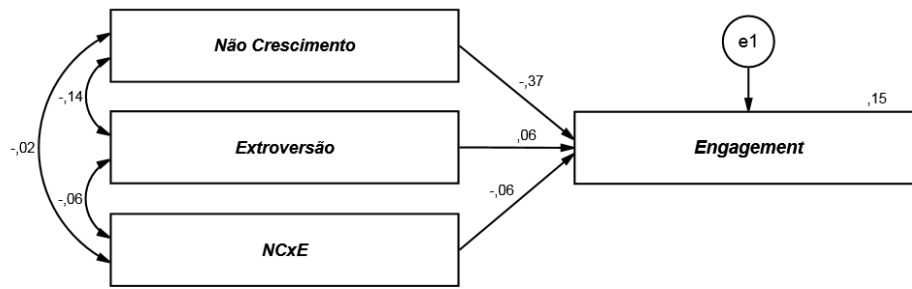 Não Crescimento
e1
-,37
-,14
,15
-,02
Extroversão
,06
Engagement
-,06
-,06
NCxE